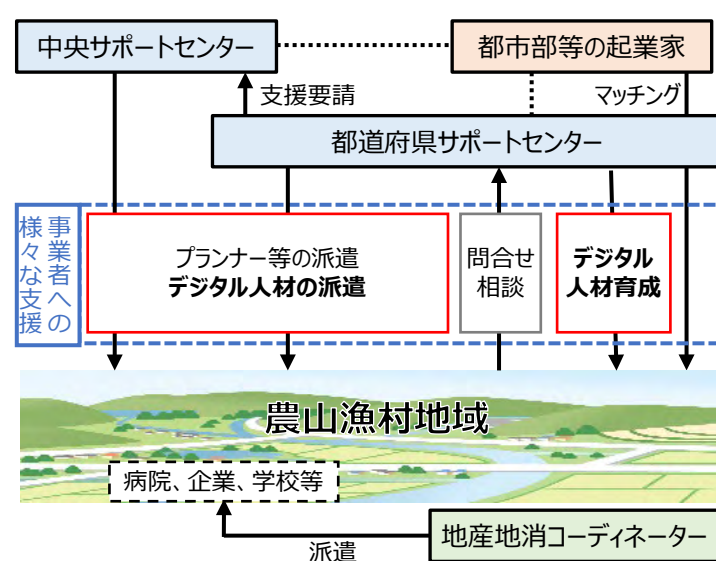 中央サポートセンター
都市部等の起業家
支援要請
マッチング
都道府県サポートセンター
事業者への
様々な支援
プランナー等の派遣
デジタル人材の派遣
問合せ
相談
デジタル
人材育成
農山漁村地域
病院、企業、学校等
地産地消コーディネーター
派遣